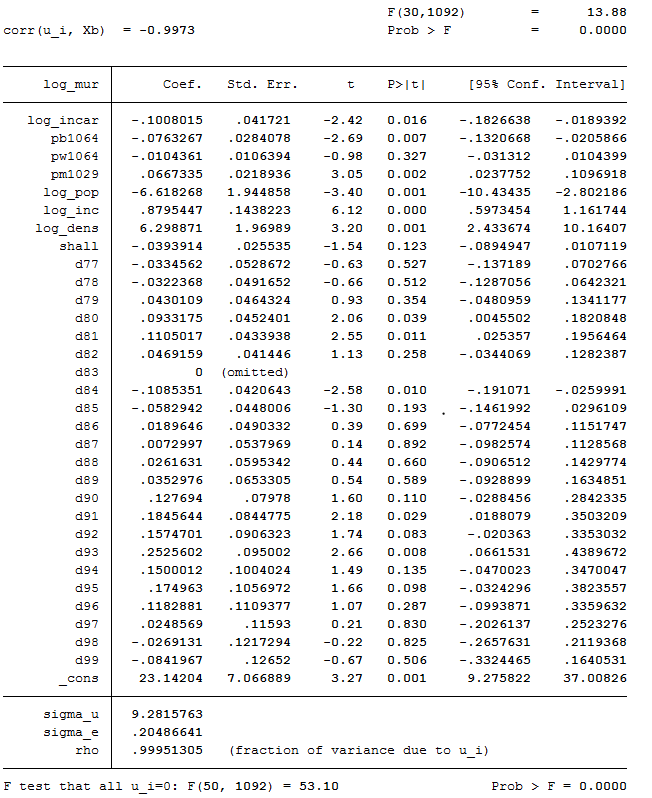 F(30,1092) = 13.88
corr(u_i, Xb) = -0.9973 Prob > F = 0.0000
log_mur Coef. Std. Err. t P>|t| [95% Conf. Interval]
log_incar -.1008015 .041721 -2.42 0.016 -.1826638 -.0189392
pb1064 -.0763267 .0284078 -2.69 0.007 -.1320668 -.0205866
pw1064 -.0104361 .0106394 -0.98 0.327 -.031312 .0104399
pm1029 .0667335 .0218936 3.05 0.002 .0237752 .1096918
log_pop -6.618268 1.944858 -3.40 0.001 -10.43435 -2.802186
log_inc .8795447 .1438223 6.12 0.000 .5973454 1.161744
log_dens 6.298871 1.96989 3.20 0.001 2.433674 10.16407
shall -.0393914 .025535 -1.54 0.123 -.0894947 .0107119
d77 -.0334562 .0528672 -0.63 0.527 -.137189 .0702766
d78 -.0322368 .0491652 -0.66 0.512 -.1287056 .0642321
d79 .0430109 .0464324 0.93 0.354 -.0480959 .1341177
d80 .0933175 .0452401 2.06 0.039 .0045502 .1820848
d81 .1105017 .0433938 2.55 0.011 .025357 .1956464
d82 .0469159 .041446 1.13 0.258 -.0344069 .1282387
d83 0 (omitted)
d84 -.1085351 .0420643 -2.58 0.010 -.191071 -.0259991
d85 -.0582942 .0448006 -1.30 0.193 -.1461992 .0296109
d86 .0189646 .0490332 0.39 0.699 -.0772454 .1151747
d87 .0072997 .0537969 0.14 0.892 -.0982574 .1128568
d88 .0261631 .0595342 0.44 0.660 -.0906512 .1429774
d89 .0352976 .0653305 0.54 0.589 -.0928899 .1634851
d90 .127694 .07978 1.60 0.110 -.0288456 .2842335
d91 .1845644 .0844775 2.18 0.029 .0188079 .3503209
d92 .1574701 .0906323 1.74 0.083 -.020363 .3353032
d93 .2525602 .095002 2.66 0.008 .0661531 .4389672
d94 .1500012 .1004024 1.49 0.135 -.0470023 .3470047
d95 .174963 .1056972 1.66 0.098 -.0324296 .3823557
d96 .1182881 .1109377 1.07 0.287 -.0993871 .3359632
d97 .0248569 .11593 0.21 0.830 -.2026137 .2523276
d98 -.0269131 .1217294 -0.22 0.825 -.2657631 .2119368
d99 -.0841967 .12652 -0.67 0.506 -.3324465 .1640531
_cons 23.14204 7.066889 3.27 0.001 9.275822 37.00826
sigma_u 9.2815763
sigma_e .20486641
rho .99951305 (fraction of variance due to u_i)
F test that all u_i=0: F(50, 1092) = 53.10 Prob > F = 0.0000